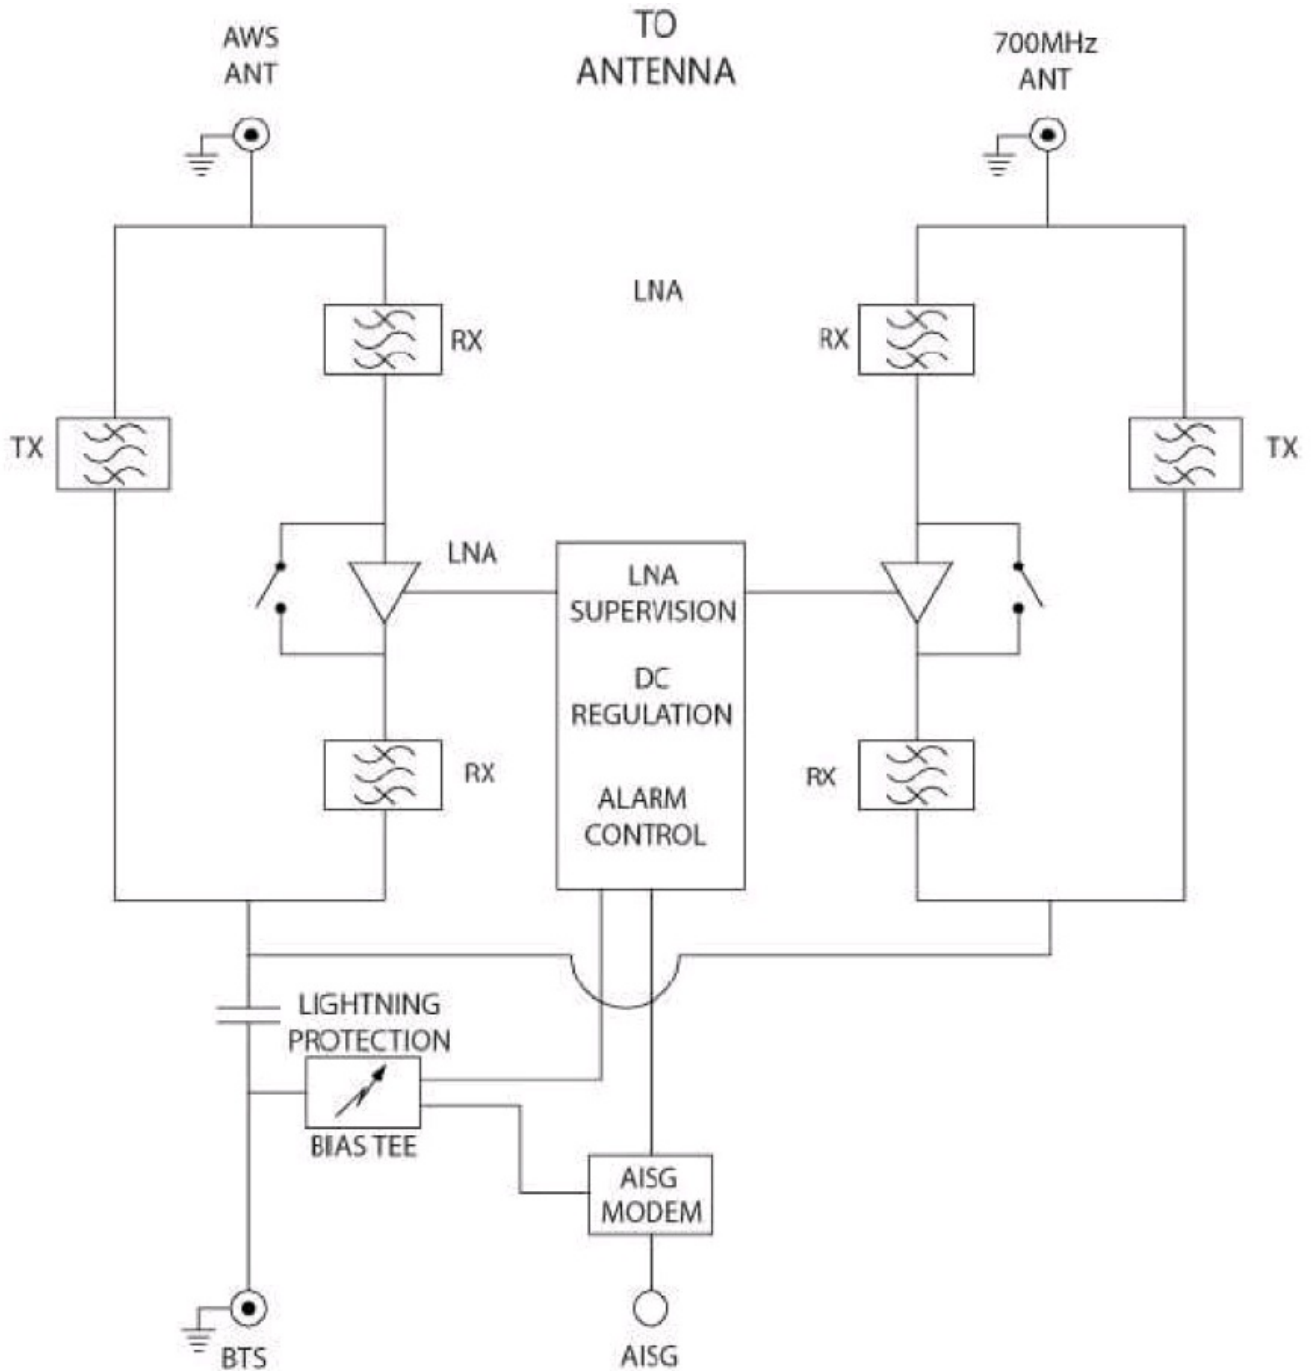 TO
ANTENNA
AWS
ANT
700MHz
ANT
LNA
RX
RX
TX
TX
LNA
LNA
SUPERVISION
DC
REGULATION
ALARM
CONTROL
RX
RX
LIGHTNING
PROTECTION
BIAS TEE
AISG
MODEM
BTS
AISG